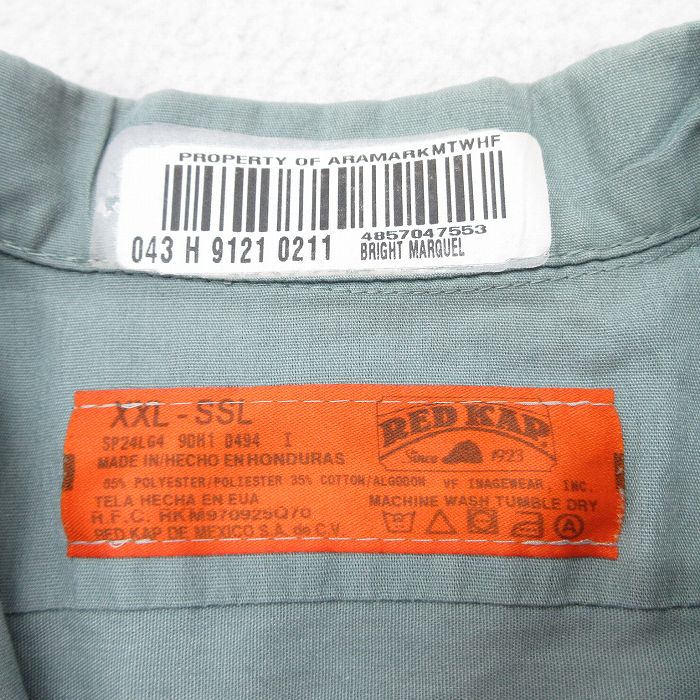 PROPERTY OF ARAMARKMTWHF
4857047553
043 H 9121 0211 BRIGHT MARQUEL
XXL - SSL
SP24LG4 9DH1 0494 I
MADE IN/HECHO EN HONDURAS
RED KAP
Since 1923
65% POLYESTER/POLIESTER 35% COTTON/ALGODON VF IMAGEWEAR, INC.
TELA HECHA EN EUA
MACHINE WASH TUMBLE DRY
R.F.C. RKM970925Q70
RED KAP DE MEXICO S.A. de C.V.
A